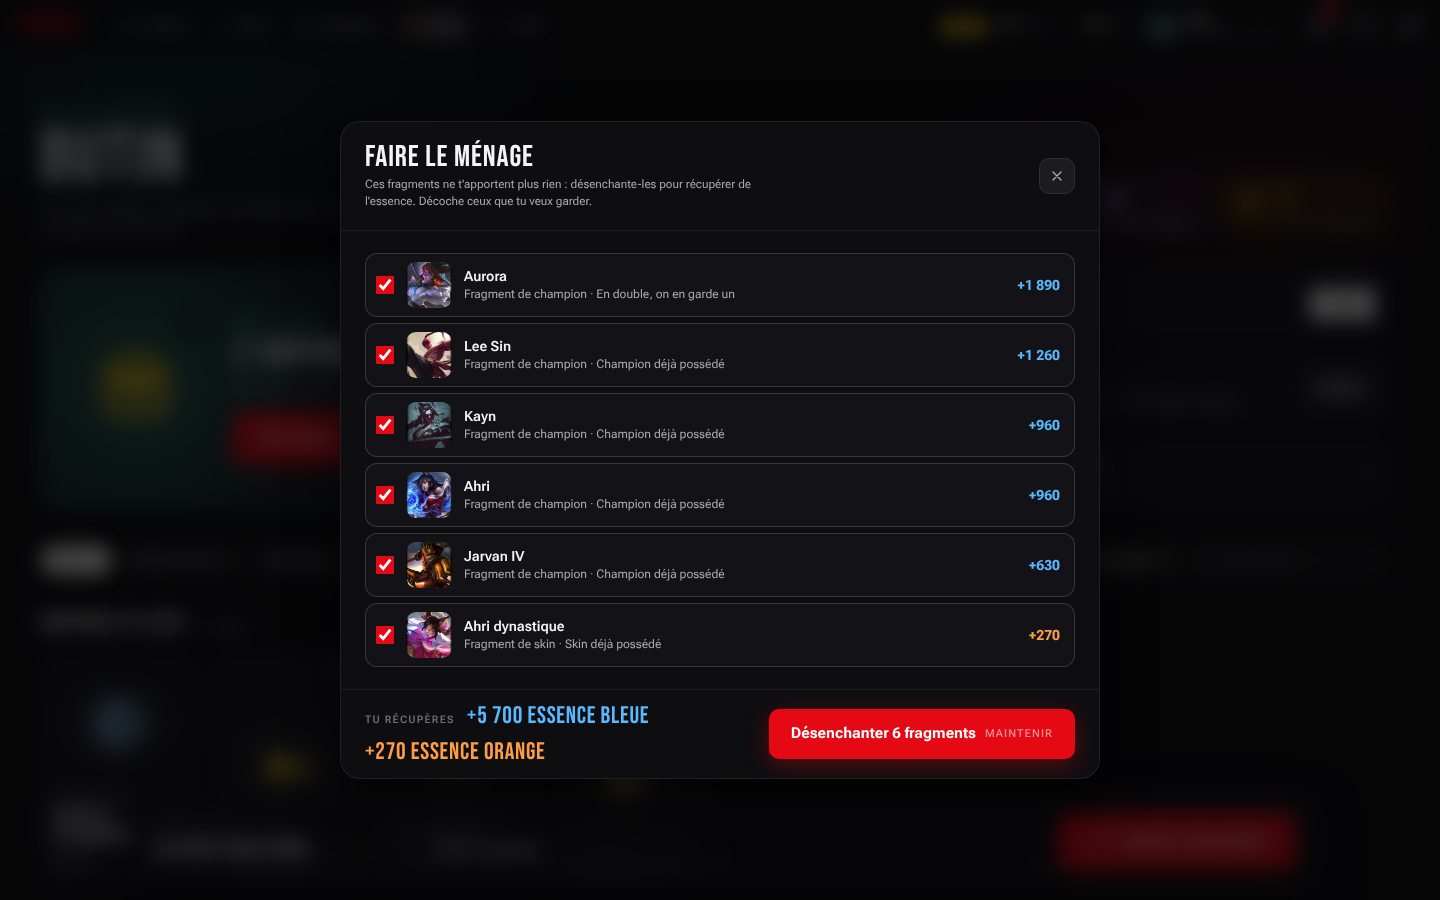 FAIRE LE MÉNAGE
Ces fragments ne t'apportent plus rien : désenchante-les pour récupérer de
l'essence. Décoche ceux que tu veux garder.
Aurora
Fragment de champion · En double, on en garde un
+1 890
Lee Sin
Fragment de champion · Champion déjà possédé
+1 260
Kayn
Fragment de champion · Champion déjà possédé
+960
Ahri
Fragment de champion · Champion déjà possédé
+960
Jarvan IV
Fragment de champion · Champion déjà possédé
+630
Ahri dynastique
Fragment de skin · Skin déjà possédé
+270
TU RÉCUPÈRES +5 700 ESSENCE BLEUE
+270 ESSENCE ORANGE
Désenchanter 6 fragments MAINTENIR